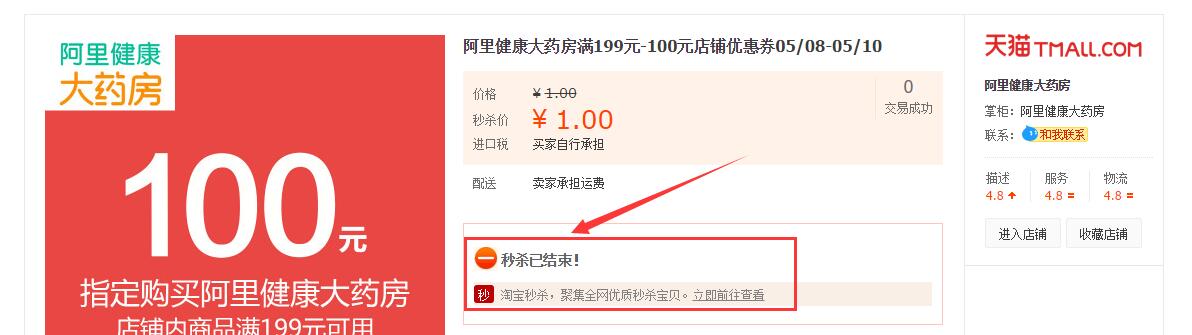 阿里健康
大药房
100元
指定购买阿里健康大药房
店铺内商品满199元可用
阿里健康大药房满199元-100元店铺优惠券05/08-05/10
价格 ¥ 1.00
秒杀价 ¥ 1.00
进口税 买家自行承担
0
交易成功
配送 卖家承担运费
秒杀已结束!
秒 淘宝秒杀，聚集全网优质秒杀宝贝。立即前往查看
天猫 TMALL.COM
阿里健康大药房
掌柜: 阿里健康大药房
联系: 和我联系
描述 服务 物流
4.8 4.8 4.8
进入店铺 收藏店铺